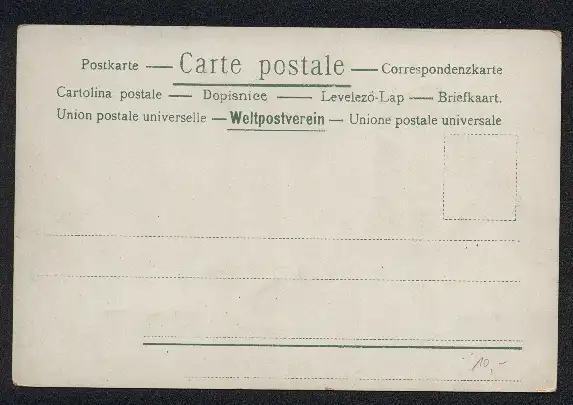 Postkarte — Carte postale — Correspondenzkarte
Cartolina postale — Dopisnice — Levelező-Lap — Briefkaart.
Union postale universelle — Weltpostverein — Unione postale universale
10,-